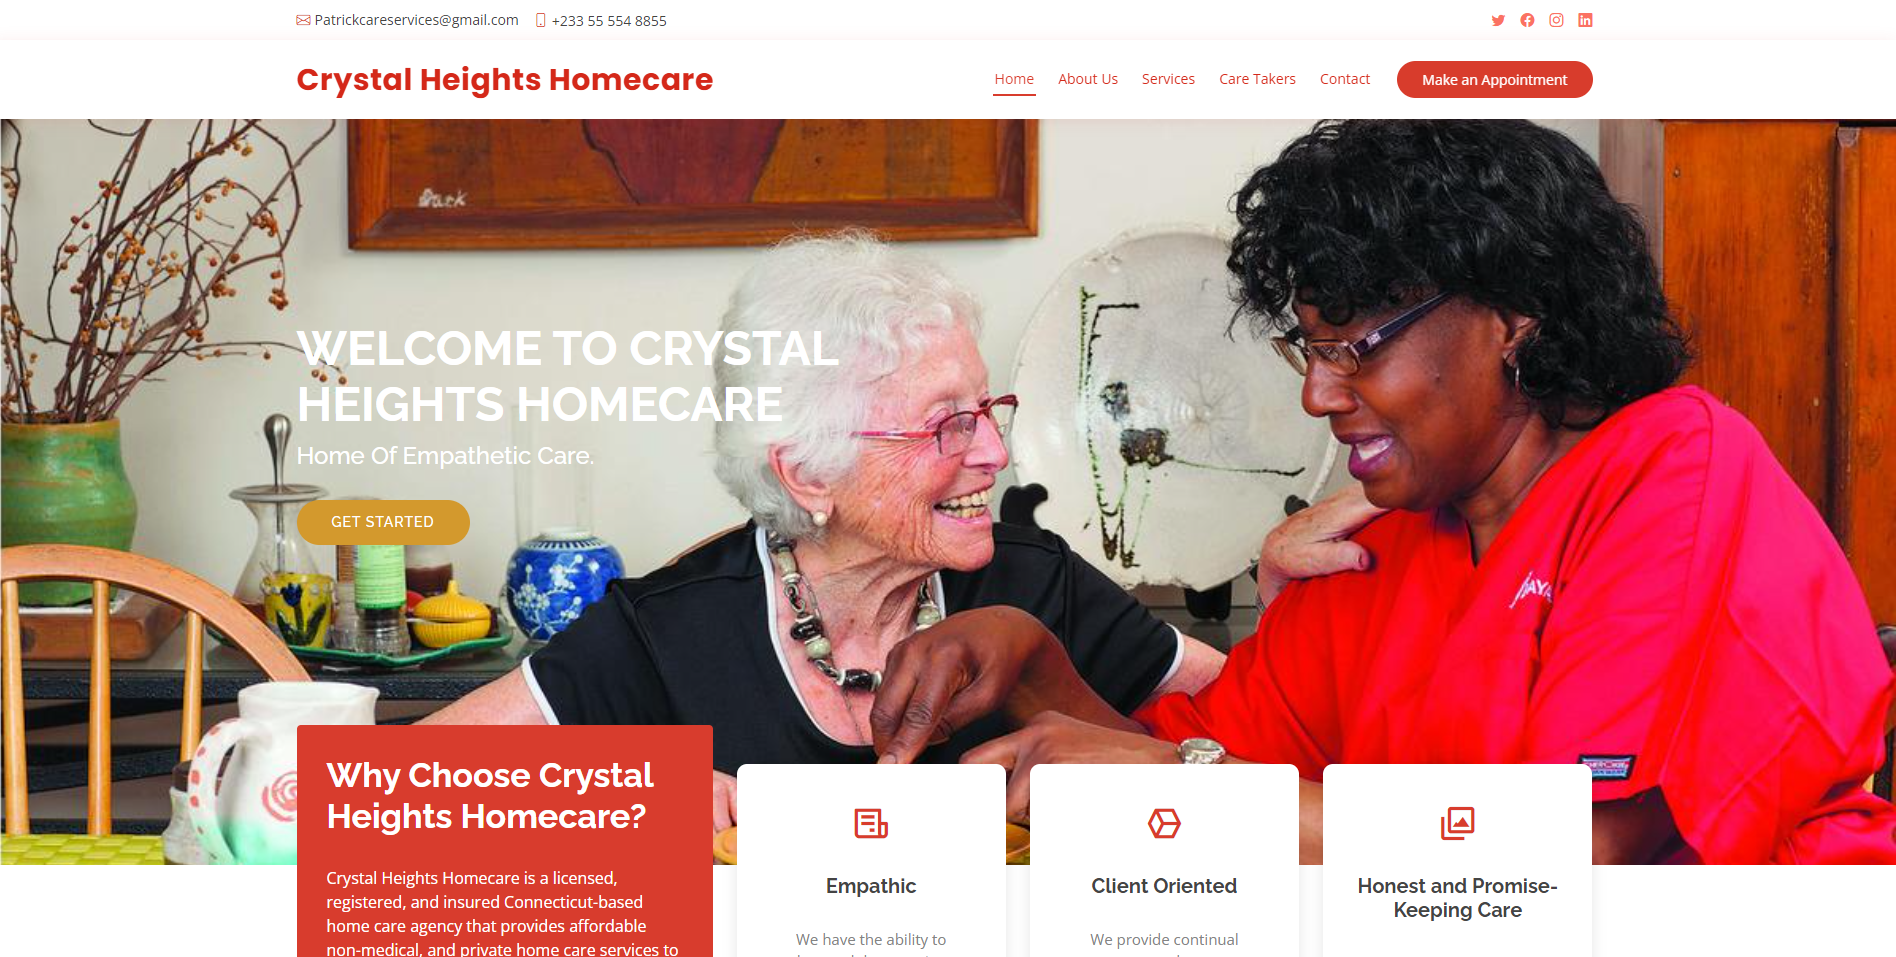 Patrickcareservices@gmail.com +233 55 554 8855
Crystal Heights Homecare
Home About Us Services Care Takers Contact Make an Appointment
WELCOME TO CRYSTAL
HEIGHTS HOMECARE
Home Of Empathetic Care.
GET STARTED
Why Choose Crystal
Heights Homecare?
Crystal Heights Homecare is a licensed,
registered, and insured Connecticut-based
home care agency that provides affordable
non-medical, and private home care services to
Empathic
We have the ability to
Client Oriented
We provide continual
Honest and Promise-
Keeping Care